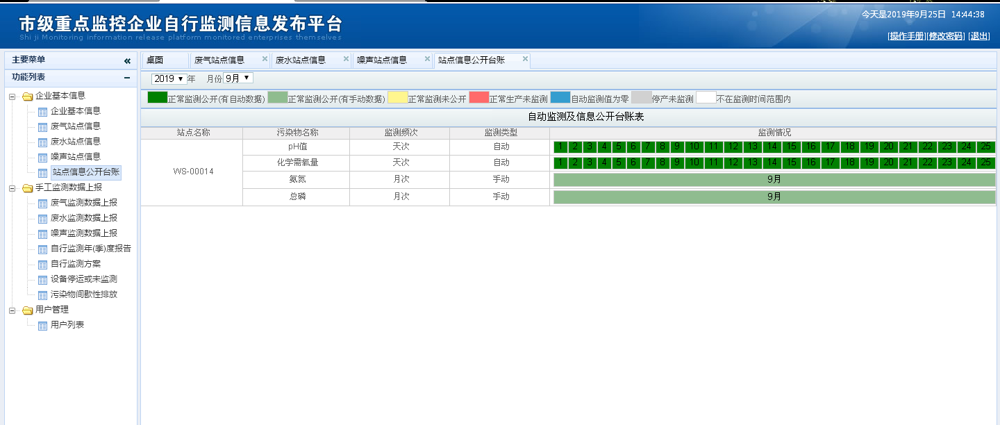 市级重点监控企业自行监测信息发布平台
Shi ji Monitoring information release platform monitored enterprises themselves
今天是2019年9月25日 14:44:38
[操作手册][修改密码] [退出]
主要菜单
功能列表
企业基本信息
企业基本信息
废气站点信息
废水站点信息
噪声站点信息
站点信息公开台账
手工监测数据上报
废气监测数据上报
废水监测数据上报
噪声监测数据上报
自行监测年(季)度报告
自行监测方案
设备停运或未监测
污染物间歇性排放
用户管理
用户列表
桌面 废气站点信息 废水站点信息 噪声站点信息 站点信息公开台账
2019 年 月份 9月
正常监测公开(有自动数据) 正常监测公开(有手动数据) 正常监测未公开 正常生产未监测 自动监测值为零 停产未监测 不在监测时间范围内
自动监测及信息公开台账表
站点名称 污染物名称 监测频次 监测类型 监测情况
WS-00014
pH值 天次 自动 1 2 3 4 5 6 7 8 9 10 11 12 13 14 15 16 17 18 19 20 21 22 23 24 25
化学需氧量 天次 自动 1 2 3 4 5 6 7 8 9 10 11 12 13 14 15 16 17 18 19 20 21 22 23 24 25
氨氮 月次 手动 9月
总磷 月次 手动 9月